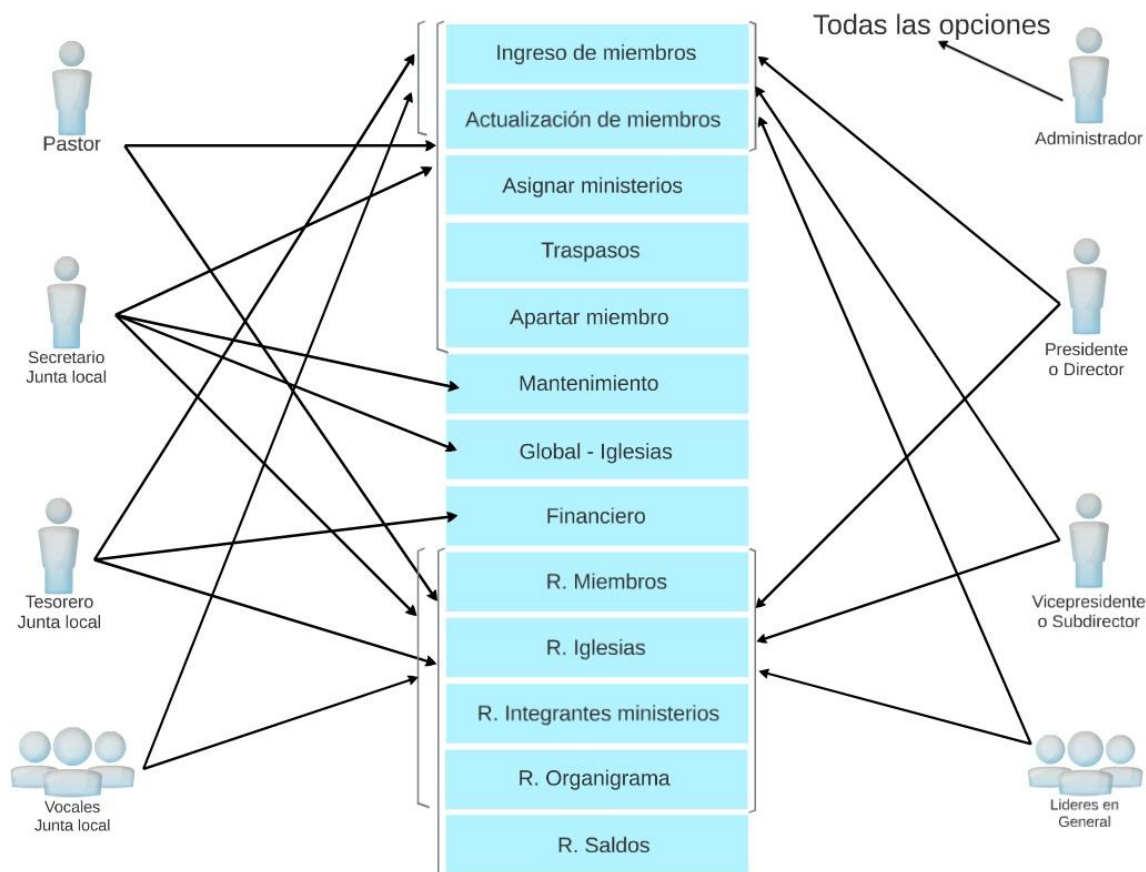 Todas las opciones
Administrador
Pastor
Secretario
Junta local
Tesorero
Junta local
Vocales
Junta local
Ingreso de miembros
Actualización de miembros
Asignar ministerios
Traspasos
Apartar miembro
Mantenimiento
Global - Iglesias
Financiero
R. Miembros
R. Iglesias
R. Integrantes ministerios
R. Organigrama
R. Saldos
Presidente
o Director
Vicepresidente
o Subdirector
Lideres en
General